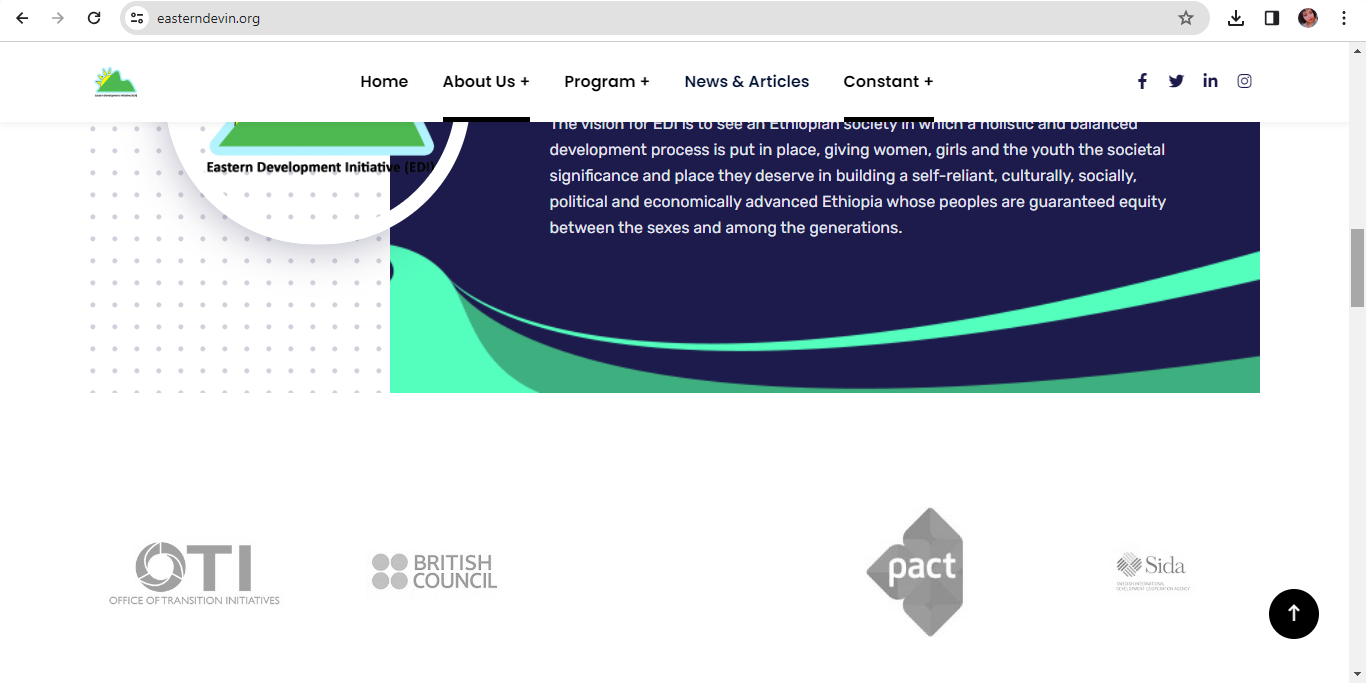 easterndevin.org
Home About Us + Program + News & Articles Constant +
The vision for EDI is to see an Ethiopian society in which a holistic and balanced
development process is put in place, giving women, girls and the youth the societal
significance and place they deserve in building a self-reliant, culturally, socially,
political and economically advanced Ethiopia whose peoples are guaranteed equity
between the sexes and among the generations.
Eastern Development Initiative (EDI)
OTI
OFFICE OF TRANSITION INITIATIVES
BRITISH
COUNCIL
pact
Sida
SWEDISH INTERNATIONAL
DEVELOPMENT COOPERATION AGENCY